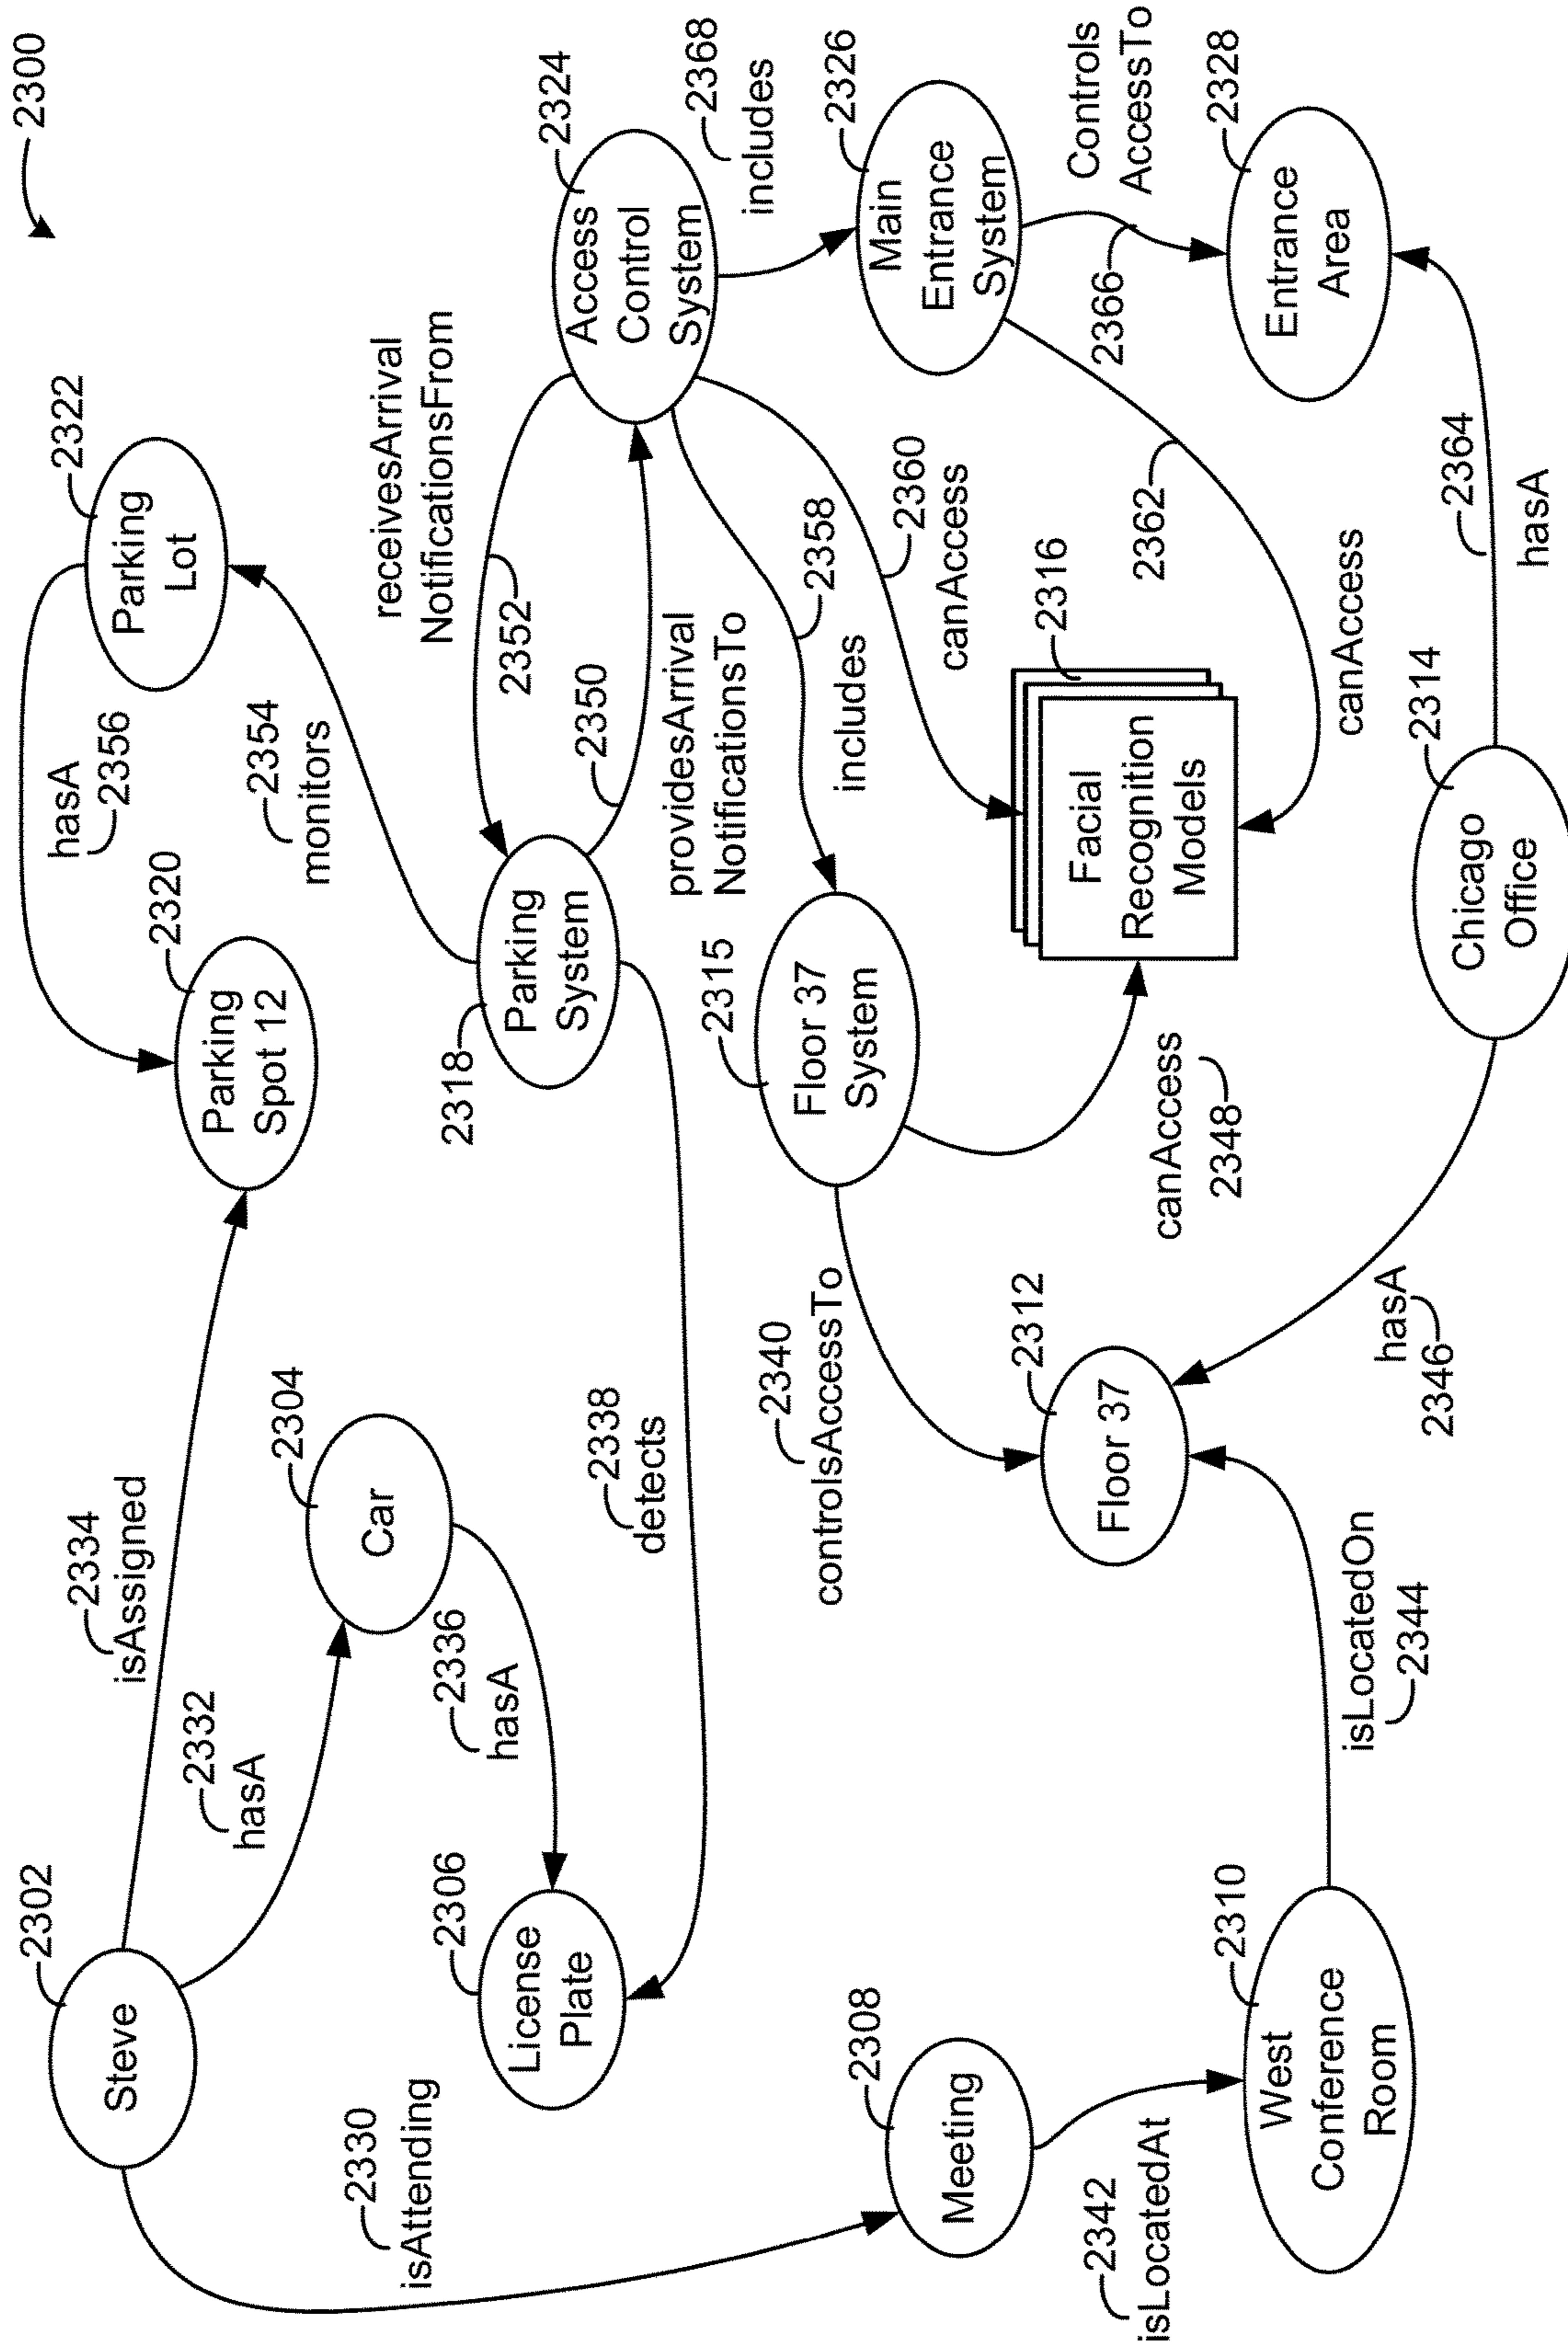 2300
2302
Steve
2334
isAssigned
2332
hasA
2304
Car
2336
hasA
2306
License
Plate
2330
isAttending
2320
Parking
Spot 12
hasA
2356
2322
Parking
Lot
2354
monitors
2318
Parking
System
2338
detects
receivesArrival
NotificationsFrom
2352
2350
providesArrival
NotificationsTo
2324
Access
Control
System
2368
includes
2326
Main
Entrance
System
Controls
AccessTo
2366
2328
Entrance
Area
2358
includes
2360
canAccess
2362
canAccess
2315
Floor 37
System
2316
Facial
Recognition
Models
canAccess
2348
2340
controlsAccessTo
2312
Floor 37
2308
Meeting
2342
isLocatedAt
2310
West
Conference
Room
isLocatedOn
2344
hasA
2346
2314
Chicago
Office
2364
hasA